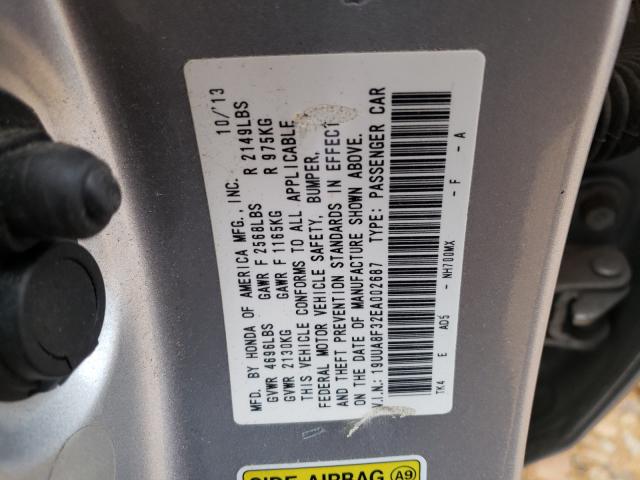 MFD. BY HONDA OF AMERICA MFG., INC. 10/'13
GVWR 4696LBS GAWR F 2568LBS R 2149LBS
GVWR 2130KG GAWR F 1165KG R 975KG
THIS VEHICLE CONFORMS TO ALL APPLICABLE
FEDERAL MOTOR VEHICLE SAFETY, BUMPER,
AND THEFT PREVENTION STANDARDS IN EFFECT
ON THE DATE OF MANUFACTURE SHOWN ABOVE.
V.I.N.: 19UUA8F32EA002687 TYPE: PASSENGER CAR
TK4 E AD5 - NH700MX - F - A
SIDE AIRBAG A9